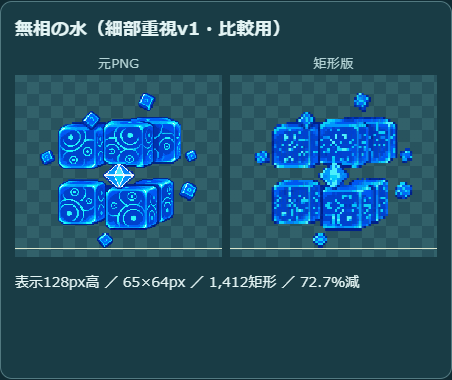 無相の水（細部重視v1・比較用）
元PNG
矩形版
表示128px高 ／ 65×64px ／ 1,412矩形 ／ 72.7%減